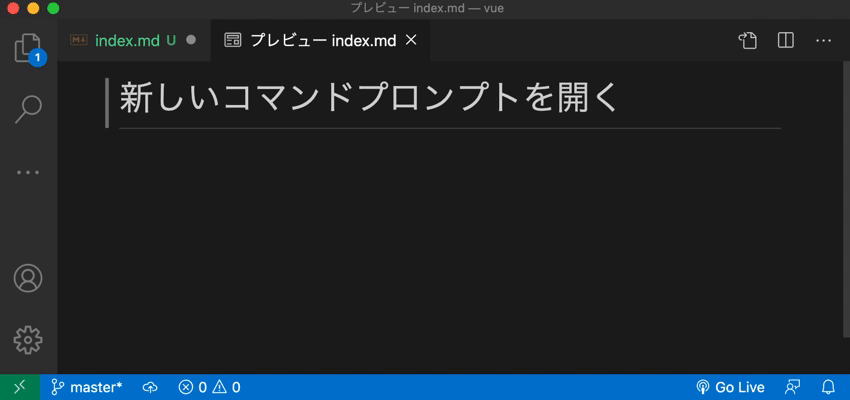 プレビュー index.md — vue
index.md U
プレビュー index.md
1
新しいコマンドプロンプトを開く
master* 0 0 Go Live